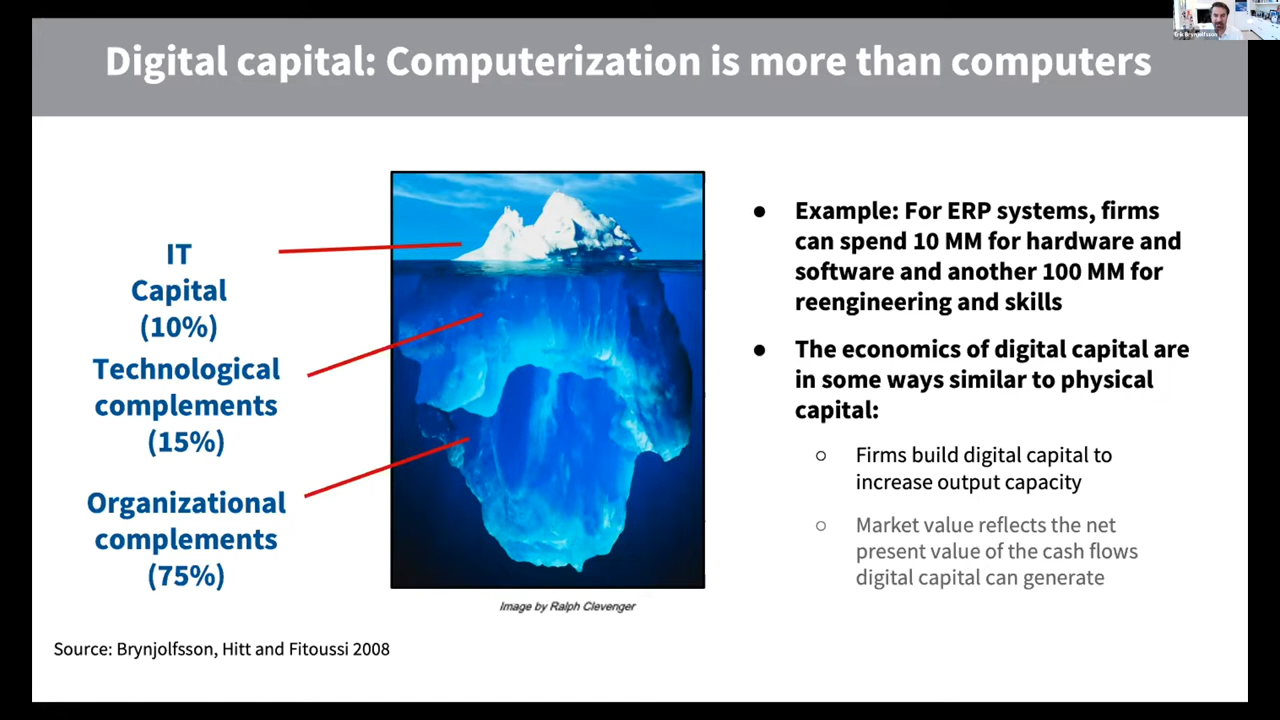 Erik Brynjolfsson
Digital capital: Computerization is more than computers
IT
Capital
(10%)
Technological
complements
(15%)
Organizational
complements
(75%)
Image by Ralph Clevenger
Source: Brynjolfsson, Hitt and Fitoussi 2008
● Example: For ERP systems, firms
can spend 10 MM for hardware and
software and another 100 MM for
reengineering and skills
● The economics of digital capital are
in some ways similar to physical
capital:
○ Firms build digital capital to
increase output capacity
○ Market value reflects the net
present value of the cash flows
digital capital can generate